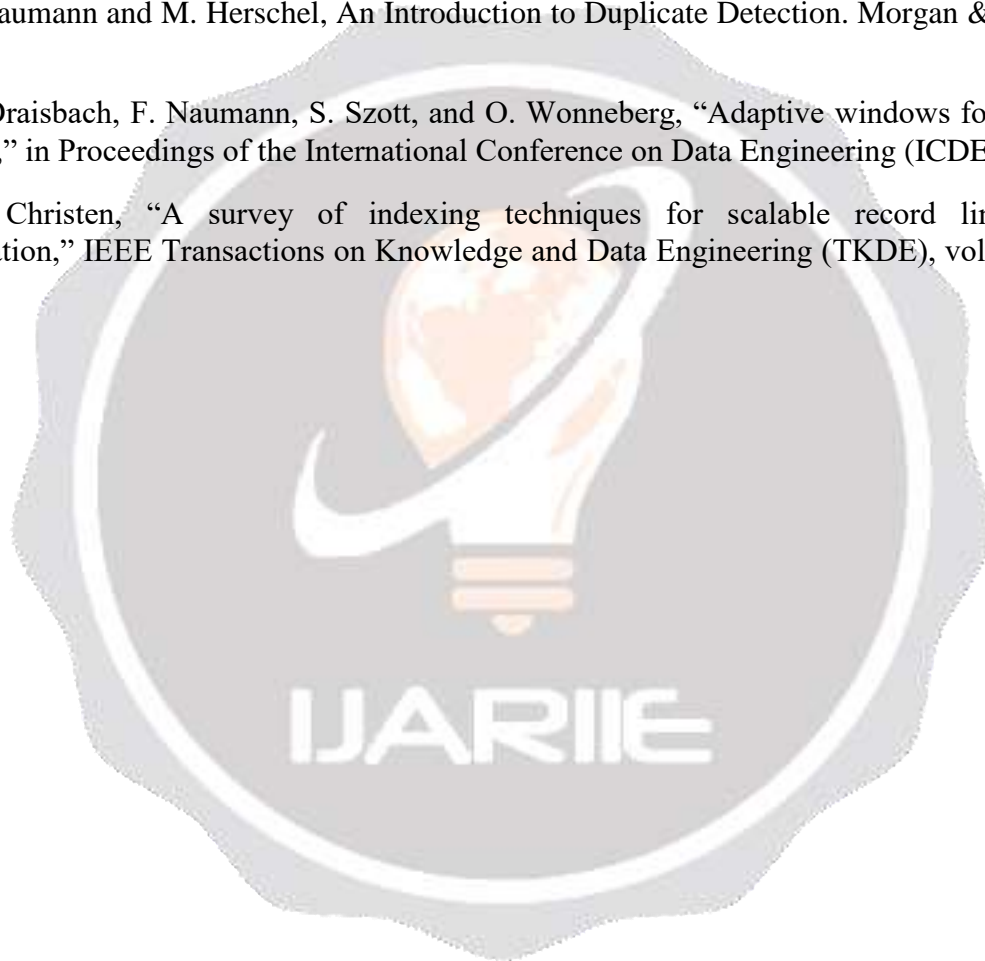 aumann and M. Herschel, An Introduction to Duplicate Detection. Morgan &
Draisbach, F. Naumann, S. Szott, and O. Wonneberg, “Adaptive windows fo
,” in Proceedings of the International Conference on Data Engineering (ICDE
Christen, “A survey of indexing techniques for scalable record lin
ation,” IEEE Transactions on Knowledge and Data Engineering (TKDE), vol
IJARIIE